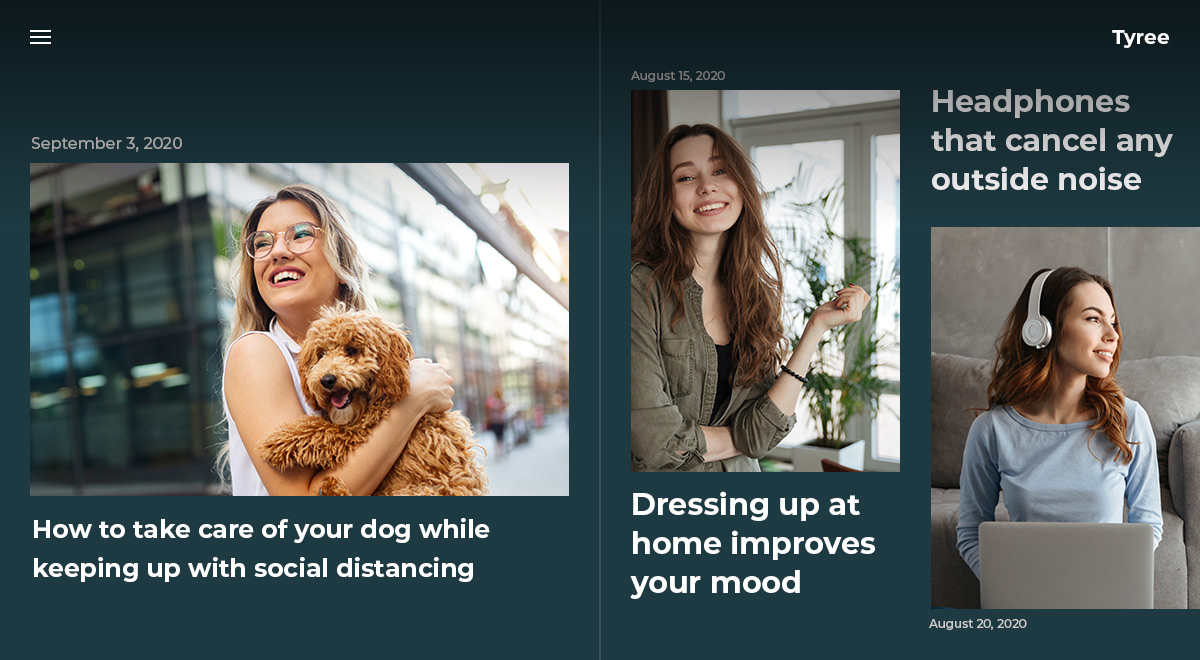 Tyree
September 3, 2020
How to take care of your dog while
keeping up with social distancing
August 15, 2020
Dressing up at
home improves
your mood
Headphones
that cancel any
outside noise
August 20, 2020